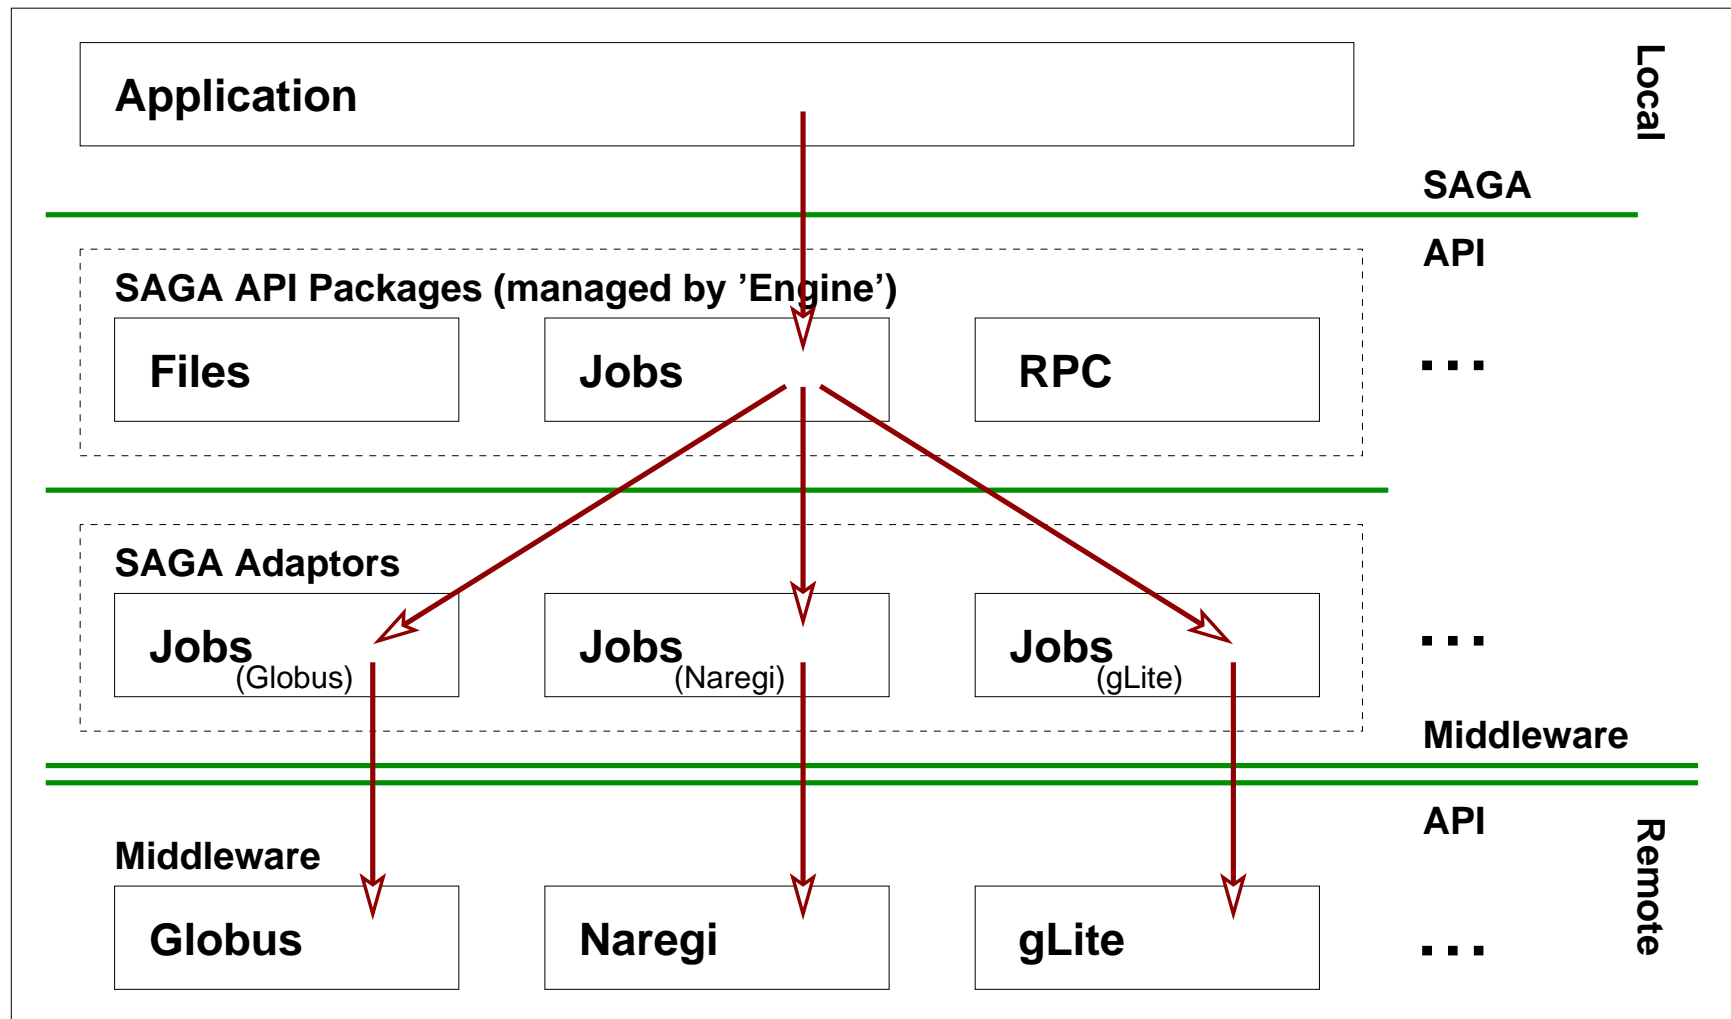 Application
Local
SAGA
API
SAGA API Packages (managed by ’Engine’)
Files
Jobs
RPC
...
SAGA Adaptors
Jobs
(Globus)
Jobs
(Naregi)
Jobs
(gLite)
...
Middleware
API
Remote
Middleware
Globus
Naregi
gLite
...